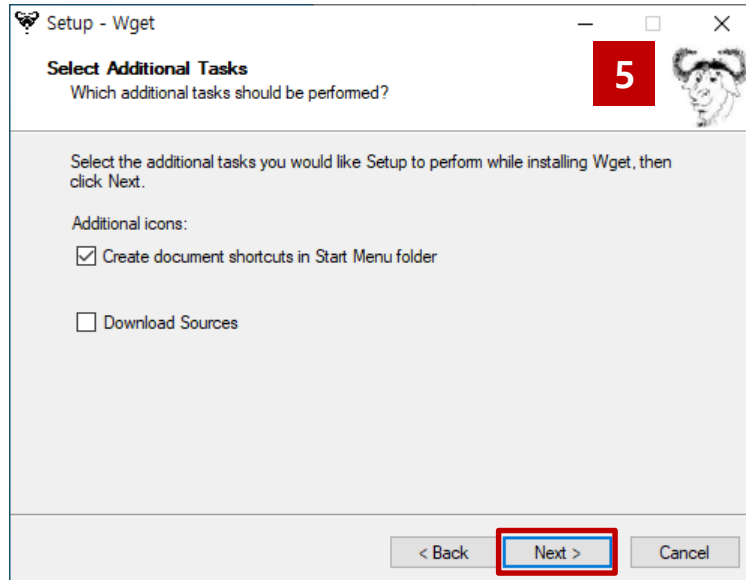 Setup - Wget
Select Additional Tasks
Which additional tasks should be performed?
5
Select the additional tasks you would like Setup to perform while installing Wget, then
click Next.
Additional icons:
Create document shortcuts in Start Menu folder
Download Sources
< Back Next > Cancel